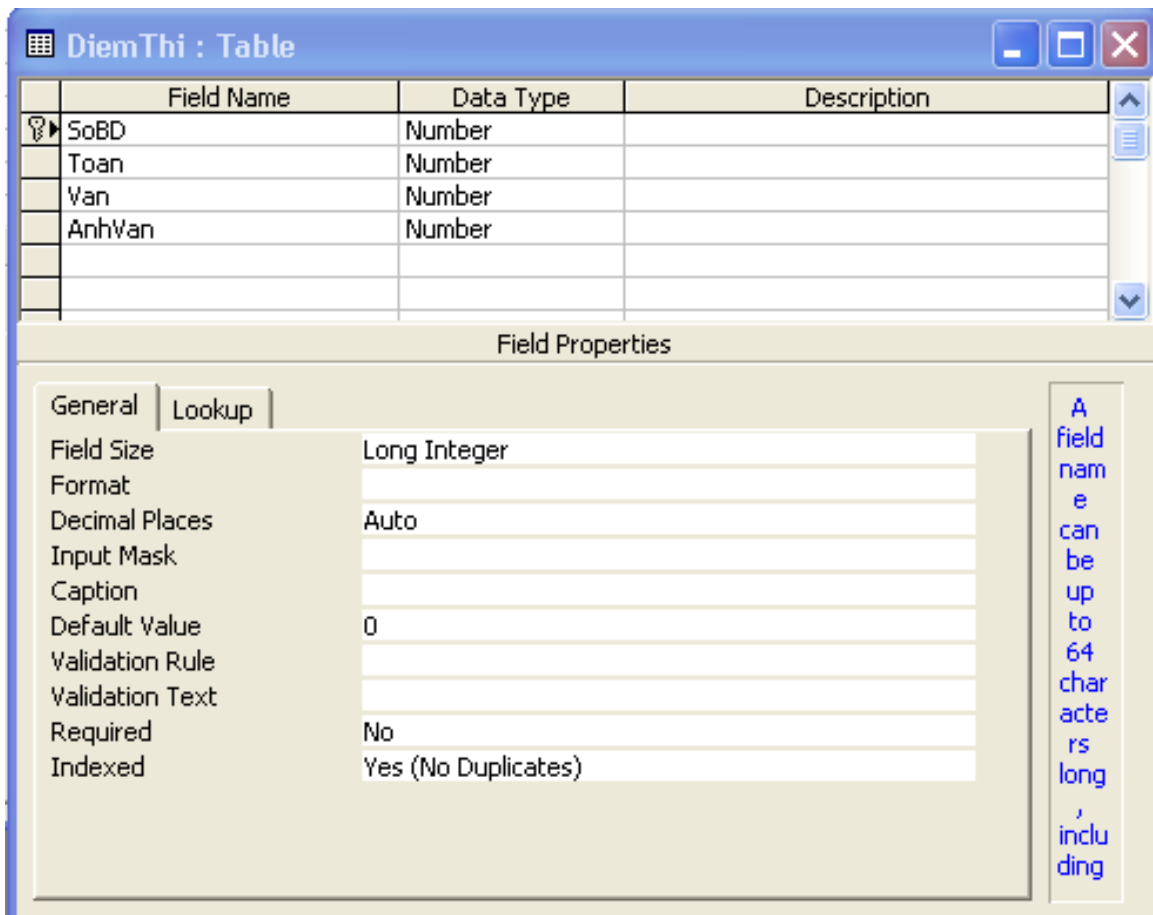 DiemThi : Table
Field Name Data Type Description
SoBD Number
Toan Number
Van Number
AnhVan Number
Field Properties
General Lookup
Field Size Long Integer
Format
Decimal Places Auto
Input Mask
Caption
Default Value 0
Validation Rule
Validation Text
Required No
Indexed Yes (No Duplicates)
A
field
nam
e
can
be
up
to
64
char
acte
rs
long
,
inclu
ding